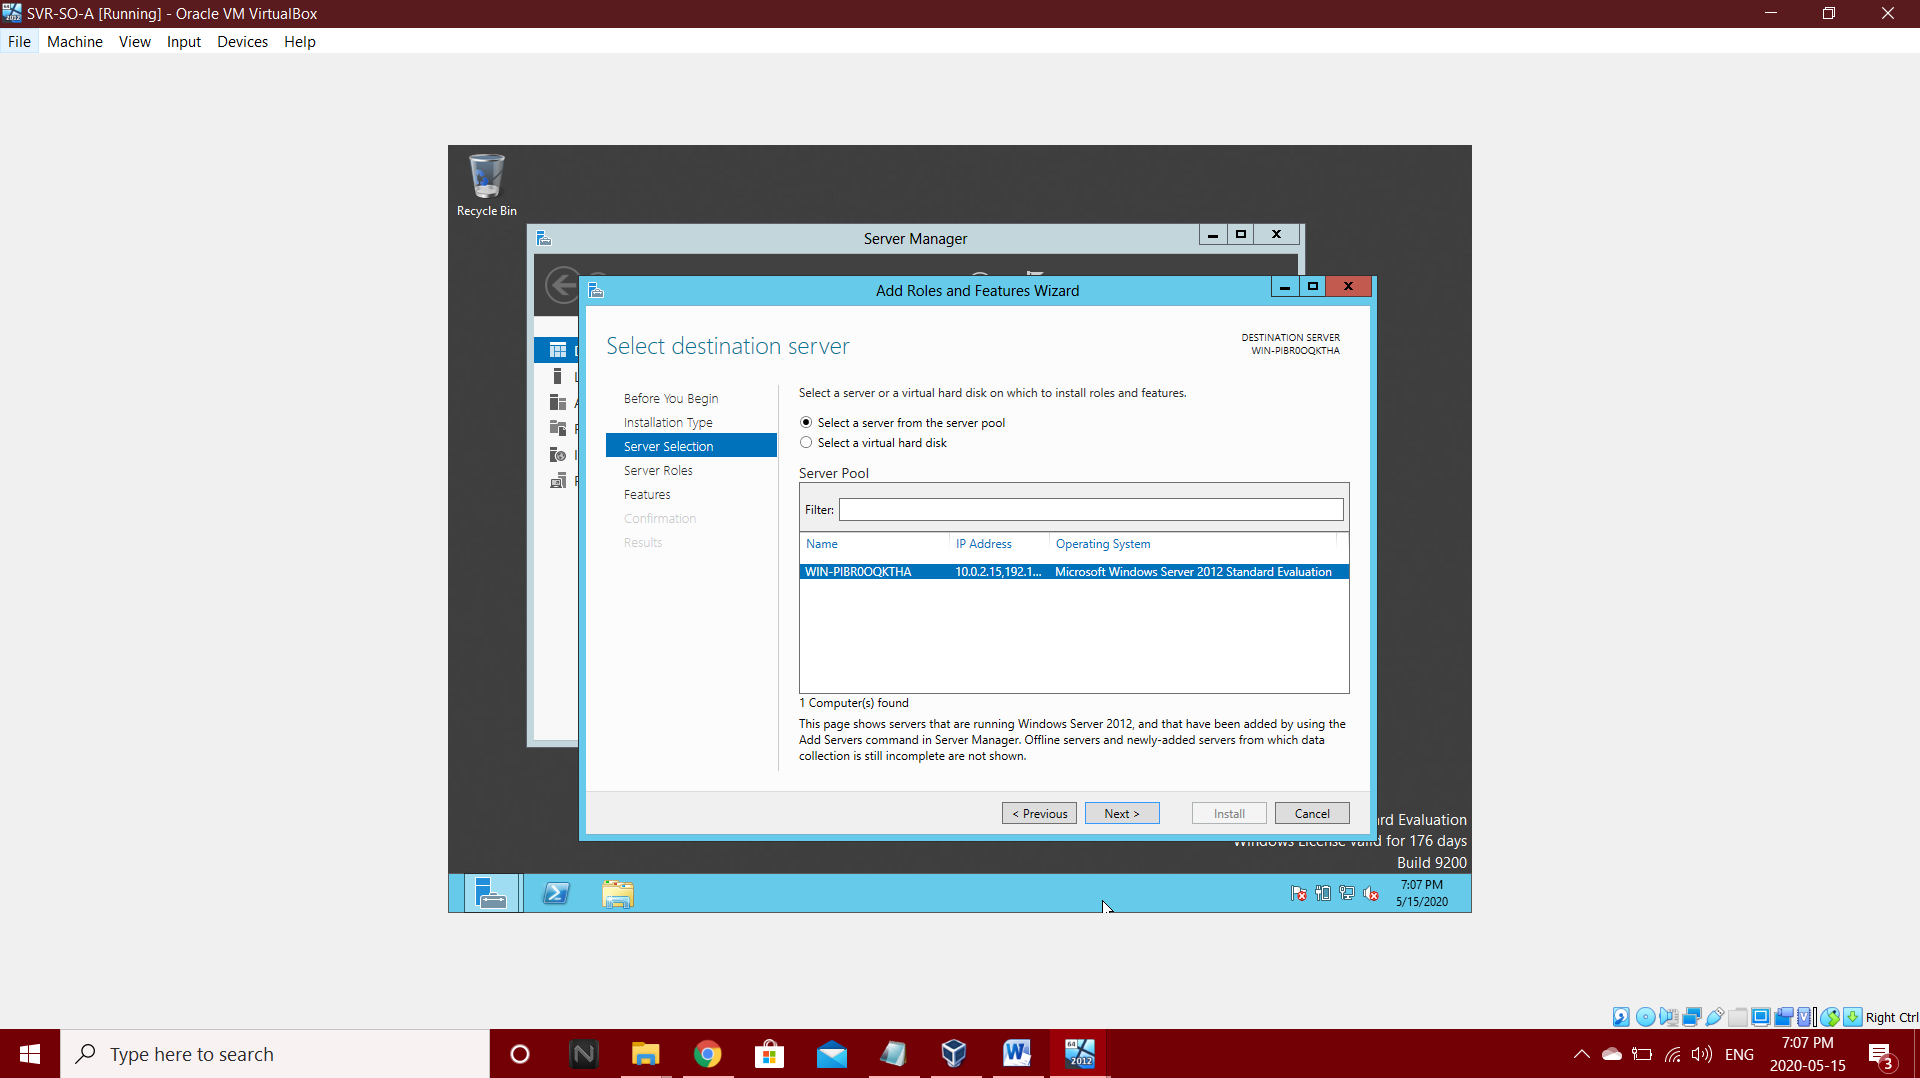 SVR-SO-A [Running] - Oracle VM VirtualBox
File Machine View Input Devices Help
Recycle Bin
Server Manager
Add Roles and Features Wizard
Select destination server
DESTINATION SERVER
WIN-PIBR0OQKTHA
Before You Begin
Installation Type
Server Selection
Server Roles
Features
Confirmation
Results
Select a server or a virtual hard disk on which to install roles and features.
Select a server from the server pool
Select a virtual hard disk
Server Pool
Filter:
Name IP Address Operating System
WIN-PIBR0OQKTHA 10.0.2.15,192.1... Microsoft Windows Server 2012 Standard Evaluation
1 Computer(s) found
This page shows servers that are running Windows Server 2012, and that have been added by using the
Add Servers command in Server Manager. Offline servers and newly-added servers from which data
collection is still incomplete are not shown.
< Previous Next > Install Cancel
rd Evaluation
Windows License valid for 176 days
Build 9200
7:07 PM
5/15/2020
Right Ctrl
Type here to search
64
2012
ENG
7:07 PM
2020-05-15
3